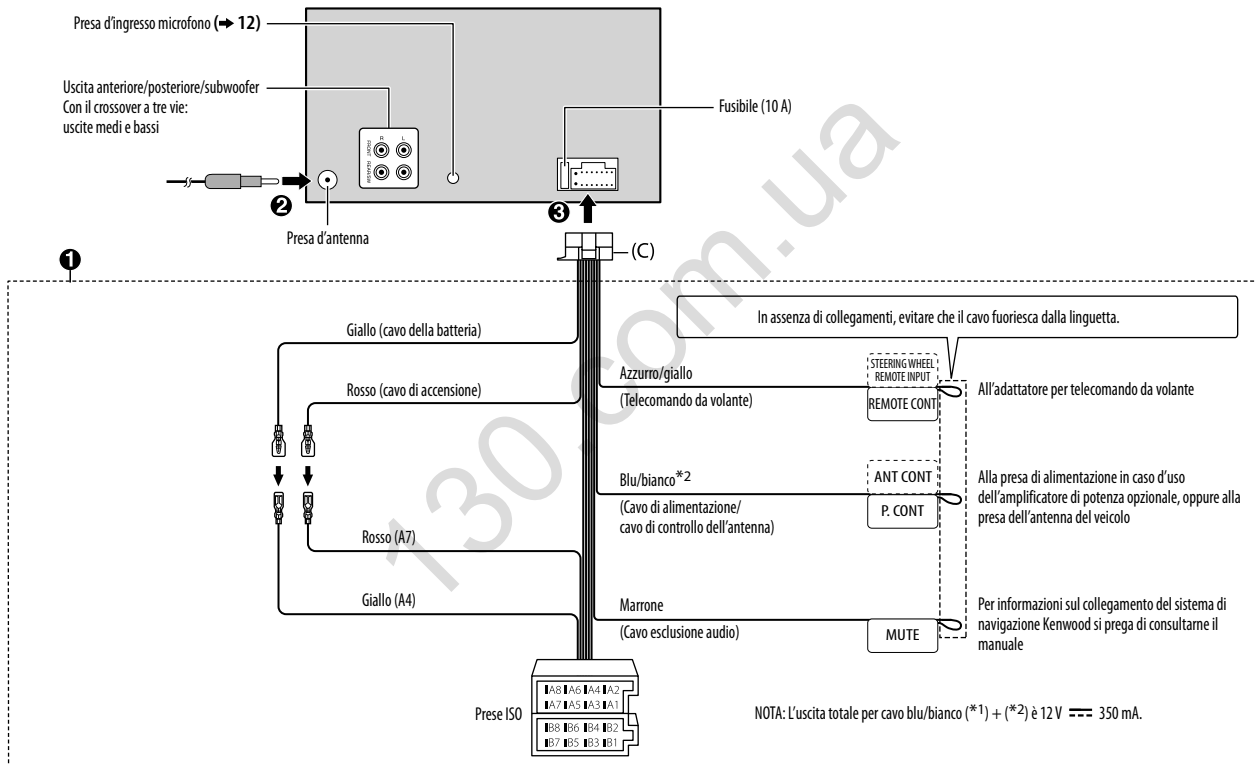 Presa d'ingresso microfono (➜ 12)
Uscita anteriore/posteriore/subwoofer
Con il crossover a tre vie:
uscite medi e bassi
R L
FRONT
REAR/SW
Fusibile (10 A)
2
3
Presa d'antenna
(C)
1
In assenza di collegamenti, evitare che il cavo fuoriesca dalla linguetta.
Giallo (cavo della batteria)
Rosso (cavo di accensione)
Azzurro/giallo
(Telecomando da volante)
STEERING WHEEL
REMOTE INPUT
REMOTE CONT
All'adattatore per telecomando da volante
Blu/bianco*2
(Cavo di alimentazione/
cavo di controllo dell'antenna)
ANT CONT
P. CONT
Alla presa di alimentazione in caso d'uso
dell'amplificatore di potenza opzionale, oppure alla
presa dell'antenna del veicolo
Rosso (A7)
Giallo (A4)
Marrone
(Cavo esclusione audio)
MUTE
Per informazioni sul collegamento del sistema di
navigazione Kenwood si prega di consultarne il
manuale
Prese ISO
A8 A6 A4 A2
A7 A5 A3 A1
B8 B6 B4 B2
B7 B5 B3 B1
NOTA: L'uscita totale per cavo blu/bianco (*1) + (*2) è 12 V ⎓ 350 mA.
130.com.ua